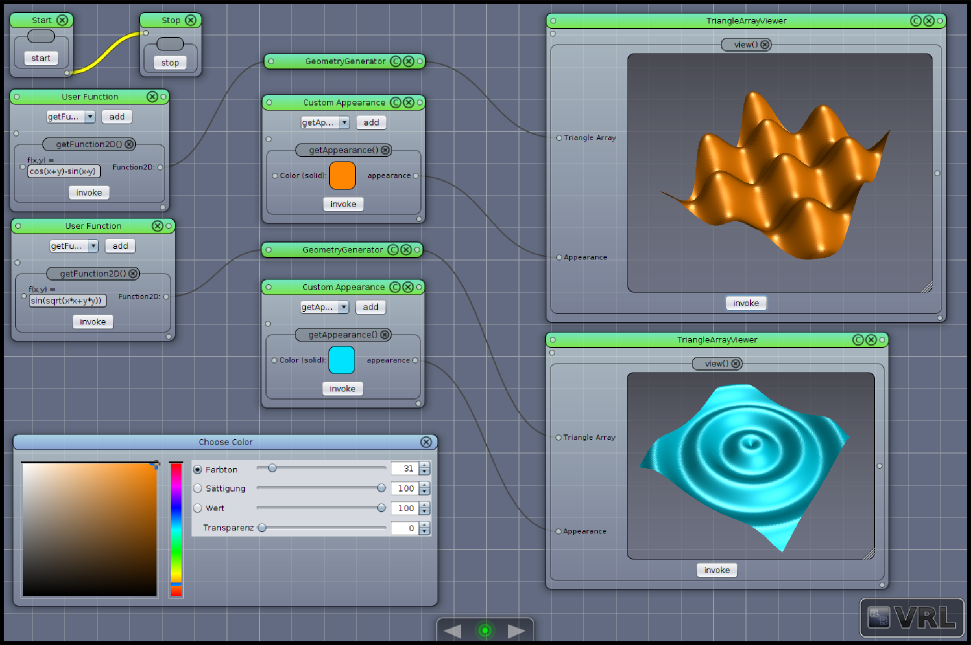 Start
start
Stop
stop
User Function
getFu...
add
getFunction2D()
f(x,y) =
cos(x+y)+sin(x-y)
Function2D:
invoke
User Function
getFu...
add
getFunction2D()
f(x,y) =
sin(sqrt(x*x+y*y))
Function2D:
invoke
GeometryGenerator
Custom Appearance
getAp...
add
getAppearance()
Color (solid):
appearance
invoke
GeometryGenerator
Custom Appearance
getAp...
add
getAppearance()
Color (solid):
appearance
invoke
TriangleArrayViewer
view()
Triangle Array
Appearance
invoke
TriangleArrayViewer
view()
Triangle Array
Appearance
invoke
Choose Color
Farbton
31
Sättigung
100
Wert
100
Transparenz
0
VRL